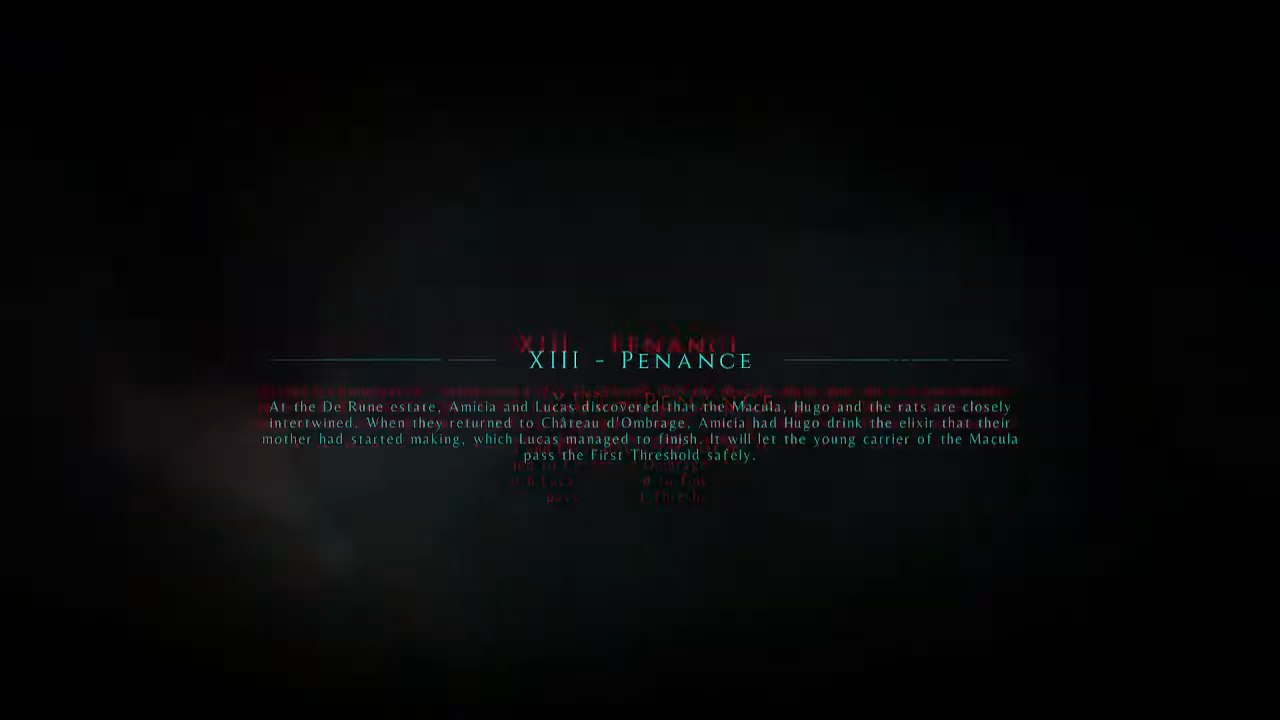 XIII - PENANCE
At the De Rune estate, Amicia and Lucas discovered that the Macula, Hugo and the rats are closely
intertwined. When they returned to Château d'Ombrage, Amicia had Hugo drink the elixir that their
mother had started making, which Lucas managed to finish. It will let the young carrier of the Macula
pass the First Threshold safely.